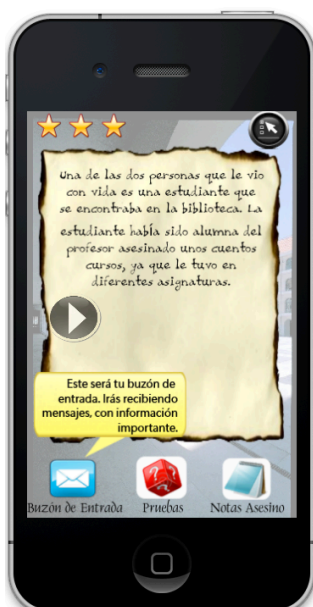 Una de las dos personas que le vio
con vida es una estudiante que
se encontraba en la biblioteca. La
estudiante había sido alumna del
profesor asesinado unos cuentos
cursos, ya que le tuvo en
diferentes asignaturas.
Este será tu buzón de
entrada. Irás recibiendo
mensajes, con información
importante.
Buzón de Entrada
Pruebas
Notas Asesino